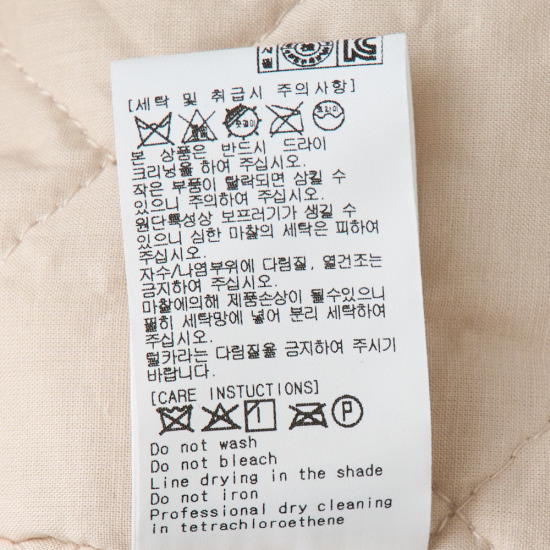 [세탁 및 취급시 주의사항]
본 상품은 반드시 드라이
크리닝을 하여 주십시오.
작은 부품이 탈락되면 삼킬 수
있으니 주의하여 주십시오.
원단특성상 보프러기가 생길 수
있으니 심한 마찰의 세탁은 피하여
주십시오.
자수/나염부위에 다림질, 열건조는
금지하여 주십시오.
마찰에의해 제품손상이 될수있으니
필히 세탁망에 넣어 분리 세탁하여
주십시오.
털카라는 다림질을 금지하여 주시기
바랍니다.
[CARE INSTUCTIONS]
P
Do not wash
Do not bleach
Line drying in the shade
Do not iron
Professional dry cleaning
in tetrachloroethene